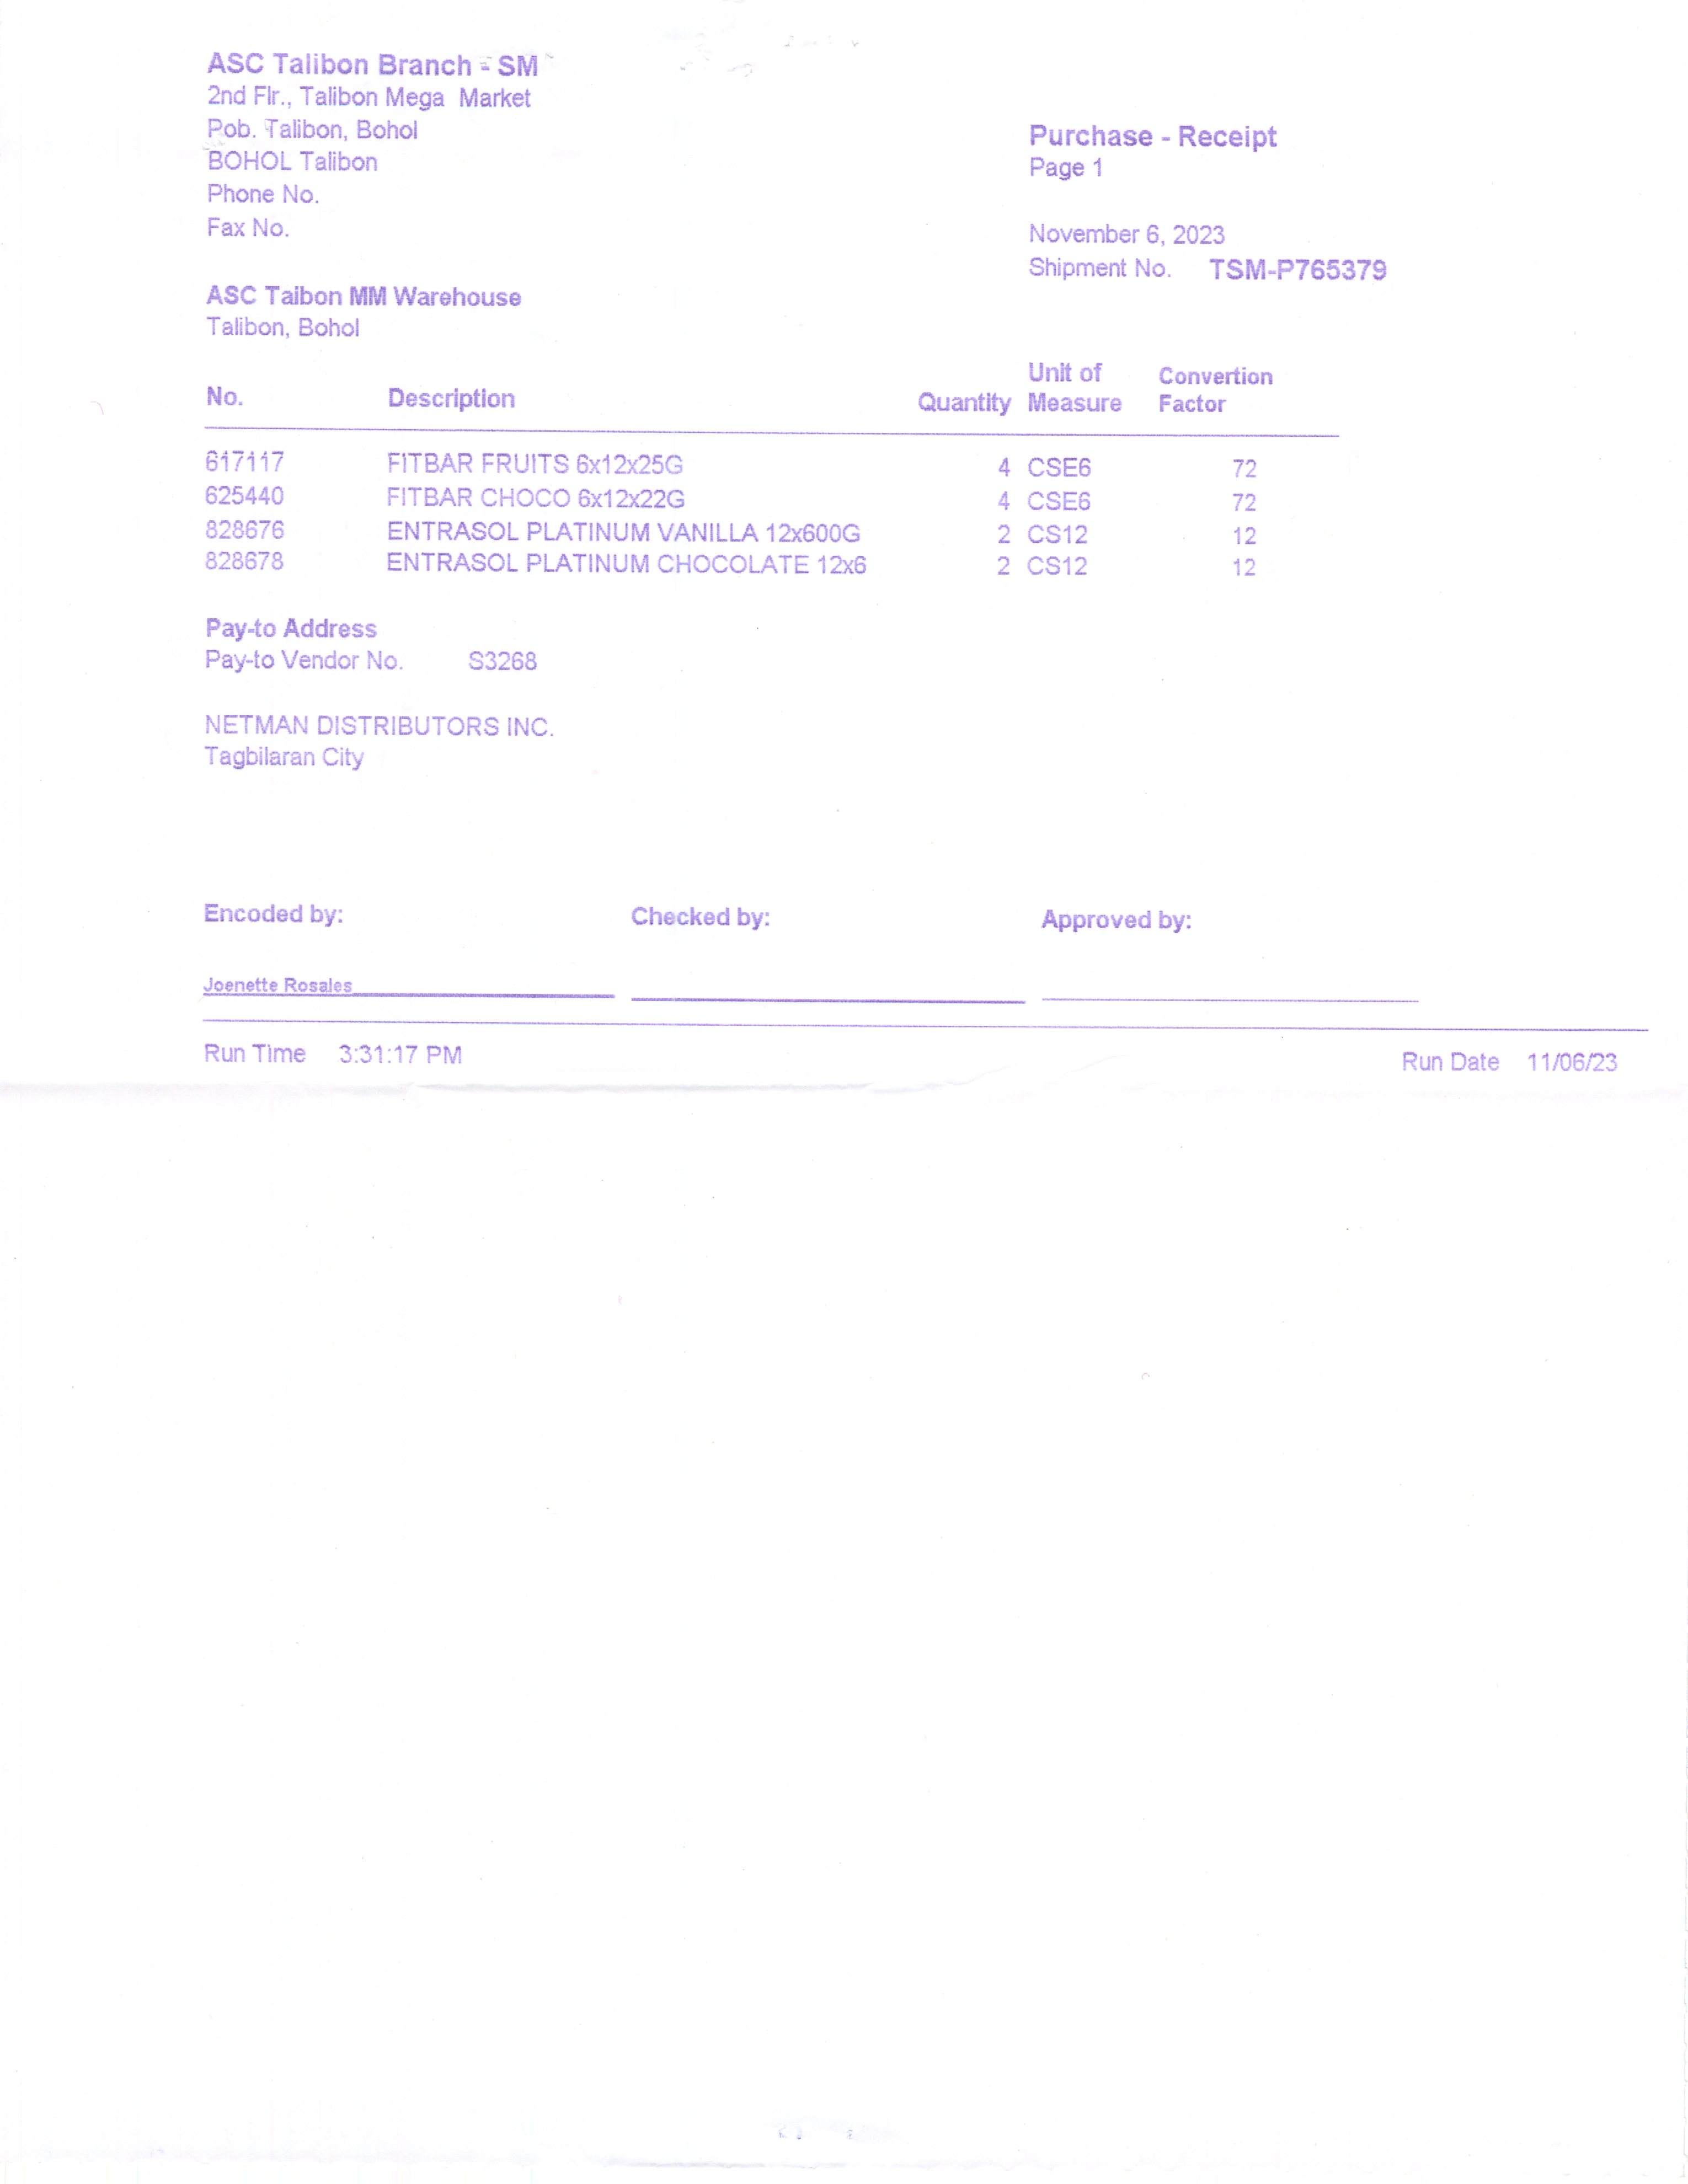 ASC Talibon Branch - SM
2nd Flr., Talibon Mega Market
Pob. Talibon, Bohol
BOHOL Talibon
Phone No.
Fax No.
Purchase - Receipt
Page 1
November 6, 2023
Shipment No. TSM-P765379
ASC Taibon MM Warehouse
Talibon, Bohol
No. Description Quantity Unit of Measure Convertion Factor
617117 FITBAR FRUITS 6x12x25G 4 CSE6 72
625440 FITBAR CHOCO 6x12x22G 4 CSE6 72
828676 ENTRASOL PLATINUM VANILLA 12x600G 2 CS12 12
828678 ENTRASOL PLATINUM CHOCOLATE 12x6 2 CS12 12
Pay-to Address
Pay-to Vendor No. S3268
NETMAN DISTRIBUTORS INC.
Tagbilaran City
Encoded by: Checked by: Approved by:
Joenette Rosales
Run Time 3:31:17 PM Run Date 11/06/23